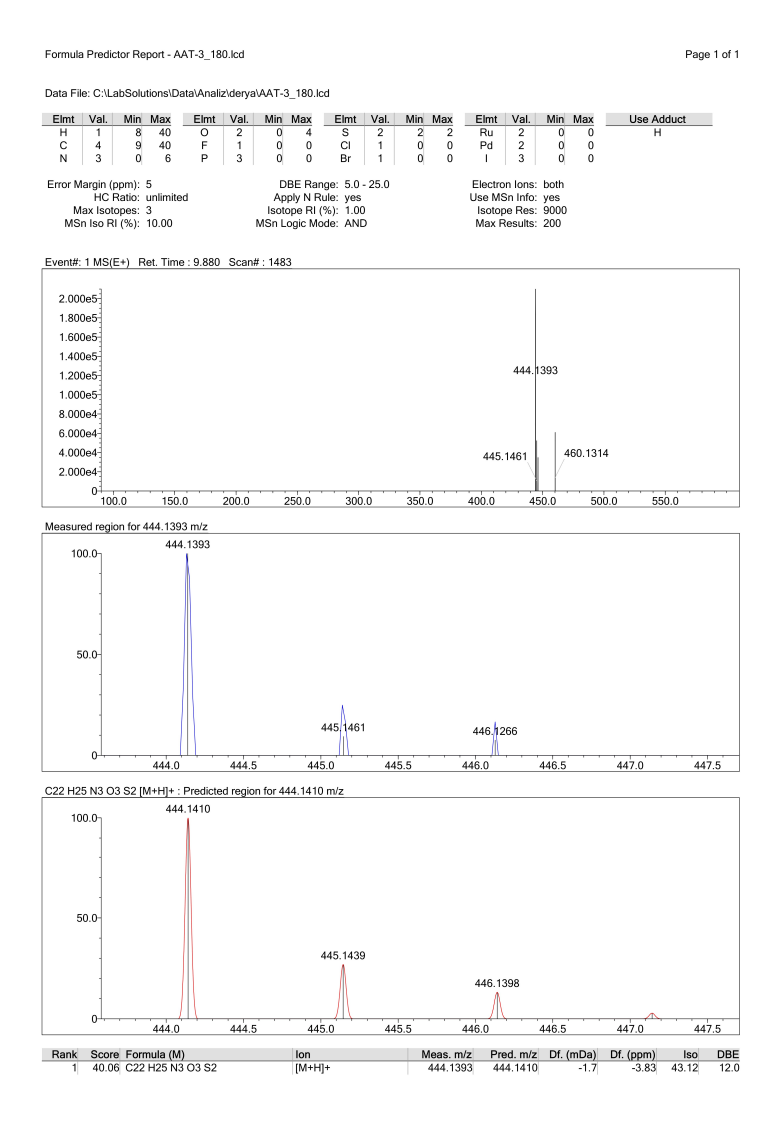 Formula Predictor Report - AAT-3_180.lcd Page 1 of 1
Data File: C:\LabSolutions\Data\Analiz\derya\AAT-3_180.lcd
Elmt Val. Min Max Elmt Val. Min Max Elmt Val. Min Max Elmt Val. Min Max Use Adduct
H 1 8 40 O 2 0 4 S 2 2 2 Ru 2 0 0 H
C 4 9 40 F 1 0 0 Cl 1 0 0 Pd 2 0 0
N 3 0 6 P 3 0 0 Br 1 0 0 I 3 0 0
Error Margin (ppm): 5 DBE Range: 5.0 - 25.0 Electron Ions: both
HC Ratio: unlimited Apply N Rule: yes Use MSn Info: yes
Max Isotopes: 3 Isotope RI (%): 1.00 Isotope Res: 9000
MSn Iso RI (%): 10.00 MSn Logic Mode: AND Max Results: 200
Event#: 1 MS(E+) Ret. Time : 9.880 Scan# : 1483
2.000e5
1.800e5
1.600e5
1.400e5
1.200e5
444.1393
1.000e5
8.000e4
6.000e4
4.000e4
445.1461 460.1314
2.000e4
0
100.0 150.0 200.0 250.0 300.0 350.0 400.0 450.0 500.0 550.0
Measured region for 444.1393 m/z
444.1393
100.0
50.0
445.1461 446.1266
0
444.0 444.5 445.0 445.5 446.0 446.5 447.0 447.5
C22 H25 N3 O3 S2 [M+H]+ : Predicted region for 444.1410 m/z
444.1410
100.0
50.0
445.1439
446.1398
0
444.0 444.5 445.0 445.5 446.0 446.5 447.0 447.5
Rank Score Formula (M) Ion Meas. m/z Pred. m/z Df. (mDa) Df. (ppm) Iso DBE
1 40.06 C22 H25 N3 O3 S2 [M+H]+ 444.1393 444.1410 -1.7 -3.83 43.12 12.0